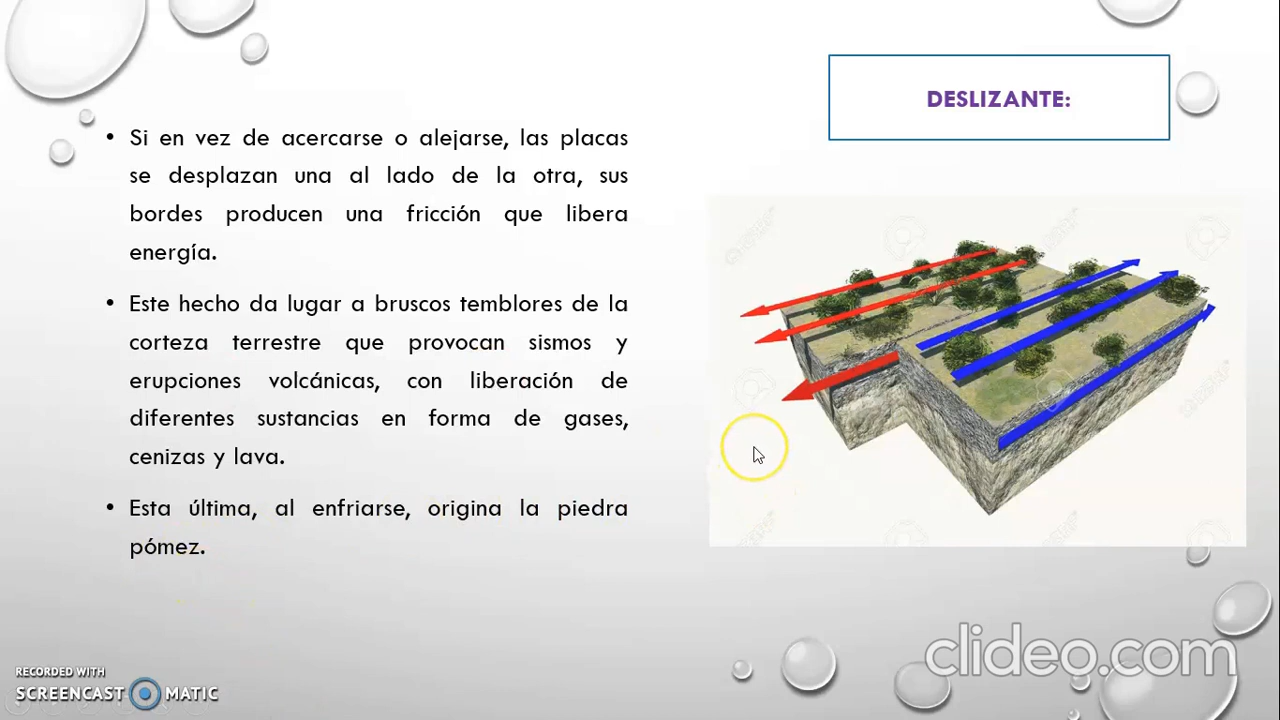 DESLIZANTE:
• Si en vez de acercarse o alejarse, las placas
se desplazan una al lado de la otra, sus
bordes producen una fricción que libera
energía.
• Este hecho da lugar a bruscos temblores de la
corteza terrestre que provocan sismos y
erupciones volcánicas, con liberación de
diferentes sustancias en forma de gases,
cenizas y lava.
• Esta última, al enfriarse, origina la piedra
pómez.
clideo.com
RECORDED WITH
SCREENCAST MATIC